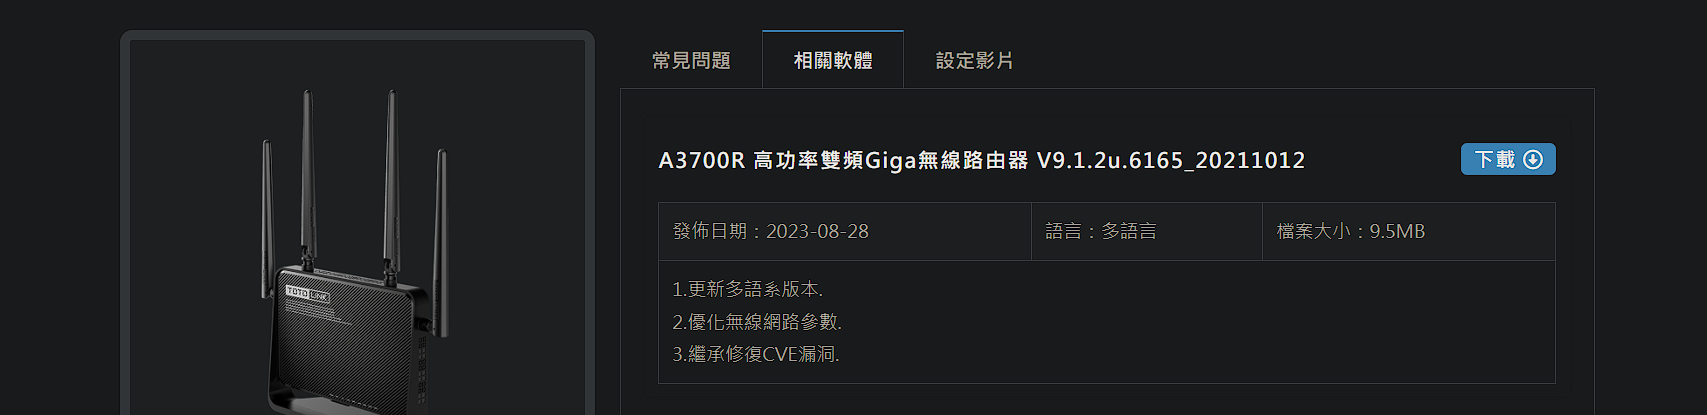 常見問題
相關軟體
設定影片
A3700R 高功率雙頻Giga無線路由器 V9.1.2u.6165_20211012
下載
發佈日期：2023-08-28
語言：多語言
檔案大小：9.5MB
1.更新多語系版本.
2.優化無線網路參數.
3.繼承修復CVE漏洞.
TOTO LINK